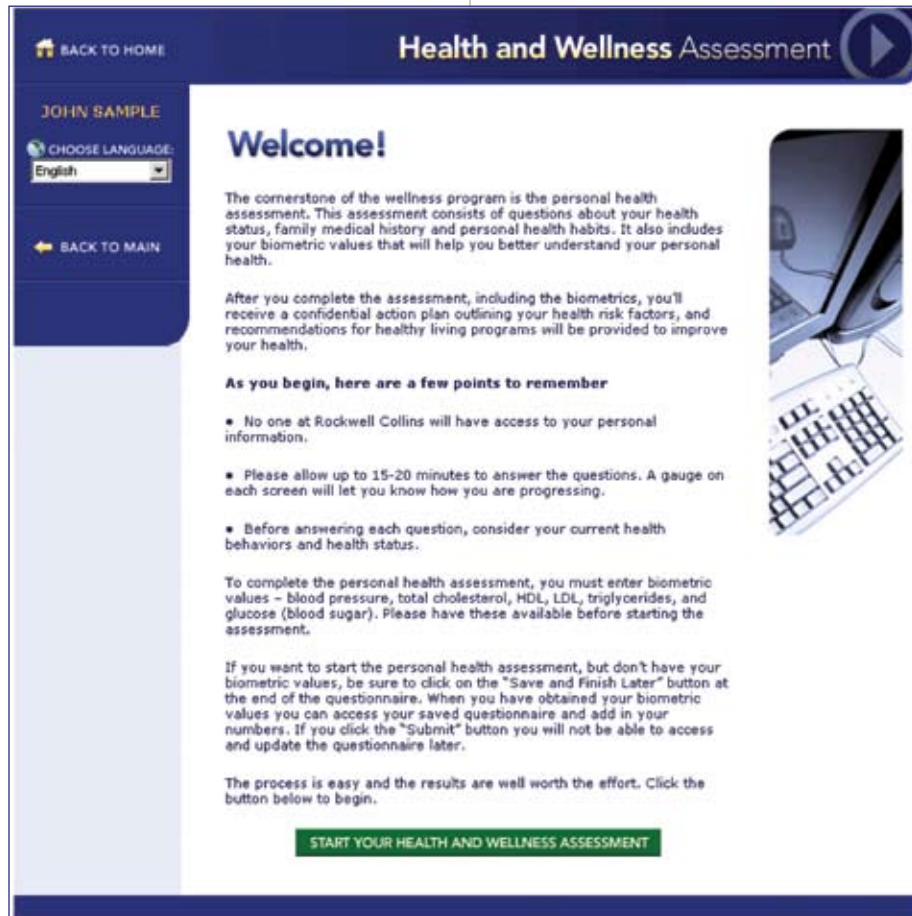 BACK TO HOME
Health and Wellness Assessment
JOHN SAMPLE
CHOOSE LANGUAGE:
English
BACK TO MAIN
Welcome!
The cornerstone of the wellness program is the personal health
assessment. This assessment consists of questions about your health
status, family medical history and personal health habits. It also includes
your biometric values that will help you better understand your personal
health.
After you complete the assessment, including the biometrics, you'll
receive a confidential action plan outlining your health risk factors, and
recommendations for healthy living programs will be provided to improve
your health.
As you begin, here are a few points to remember
• No one at Rockwell Collins will have access to your personal
information.
• Please allow up to 15-20 minutes to answer the questions. A gauge on
each screen will let you know how you are progressing.
• Before answering each question, consider your current health
behaviors and health status.
To complete the personal health assessment, you must enter biometric
values – blood pressure, total cholesterol, HDL, LDL, triglycerides, and
glucose (blood sugar). Please have these available before starting the
assessment.
If you want to start the personal health assessment, but don't have your
biometric values, be sure to click on the "Save and Finish Later" button at
the end of the questionnaire. When you have obtained your biometric
values you can access your saved questionnaire and add in your
numbers. If you click the "Submit" button you will not be able to access
and update the questionnaire later.
The process is easy and the results are well worth the effort. Click the
button below to begin.
START YOUR HEALTH AND WELLNESS ASSESSMENT